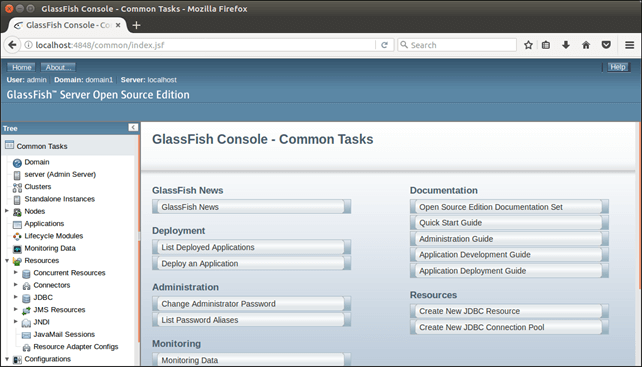 GlassFish Console - Common Tasks - Mozilla Firefox
GlassFish Console - Co
localhost:4848/common/index.jsf
Search
Home
About...
Help
User: admin Domain: domain1 Server: localhost
GlassFish™ Server Open Source Edition
Tree
Common Tasks
Domain
server (Admin Server)
Clusters
Standalone Instances
Nodes
Applications
Lifecycle Modules
Monitoring Data
Resources
Concurrent Resources
Connectors
JDBC
JMS Resources
JNDI
JavaMail Sessions
Resource Adapter Configs
Configurations
GlassFish Console - Common Tasks
GlassFish News
GlassFish News
Deployment
List Deployed Applications
Deploy an Application
Administration
Change Administrator Password
List Password Aliases
Monitoring
Monitoring Data
Documentation
Open Source Edition Documentation Set
Quick Start Guide
Administration Guide
Application Development Guide
Application Deployment Guide
Resources
Create New JDBC Resource
Create New JDBC Connection Pool